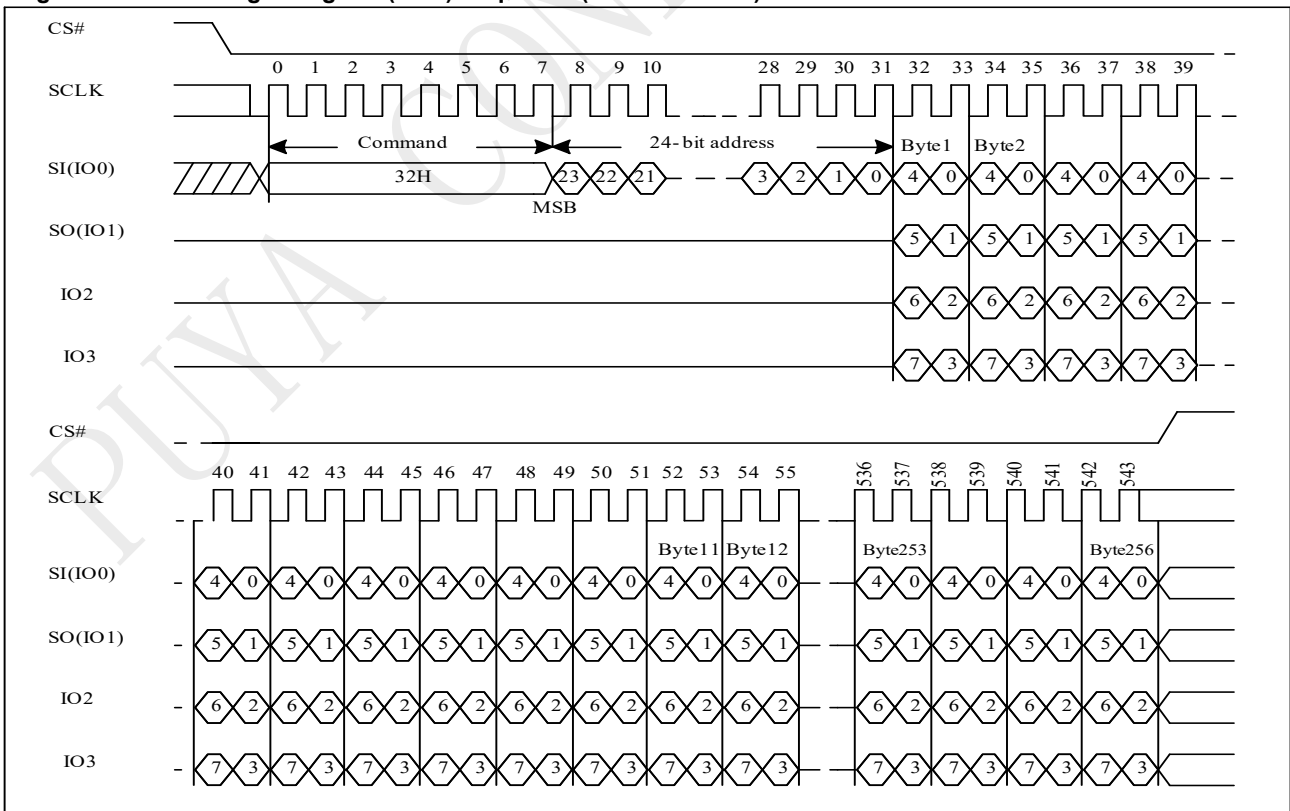 CS#
0 1 2 3 4 5 6 7 8 9 10 28 29 30 31 32 33 34 35 36 37 38 39
SCLK
Command 24-bit address Byte1 Byte2
SI(IO0) 32H 23 22 21 3 2 1 0 4 0 4 0 4 0 4 0
MSB
SO(IO1) 5 1 5 1 5 1 5 1
IO2 6 2 6 2 6 2 6 2
IO3 7 3 7 3 7 3 7 3
CS#
40 41 42 43 44 45 46 47 48 49 50 51 52 53 54 55 536 537 538 539 540 541 542 543
SCLK
Byte11 Byte12 Byte253 Byte256
SI(IO0) 4 0 4 0 4 0 4 0 4 0 4 0 4 0 4 0 4 0 4 0 4 0 4 0
SO(IO1) 5 1 5 1 5 1 5 1 5 1 5 1 5 1 5 1 5 1 5 1 5 1 5 1
IO2 6 2 6 2 6 2 6 2 6 2 6 2 6 2 6 2 6 2 6 2 6 2 6 2
IO3 7 3 7 3 7 3 7 3 7 3 7 3 7 3 7 3 7 3 7 3 7 3 7 3
PUYA